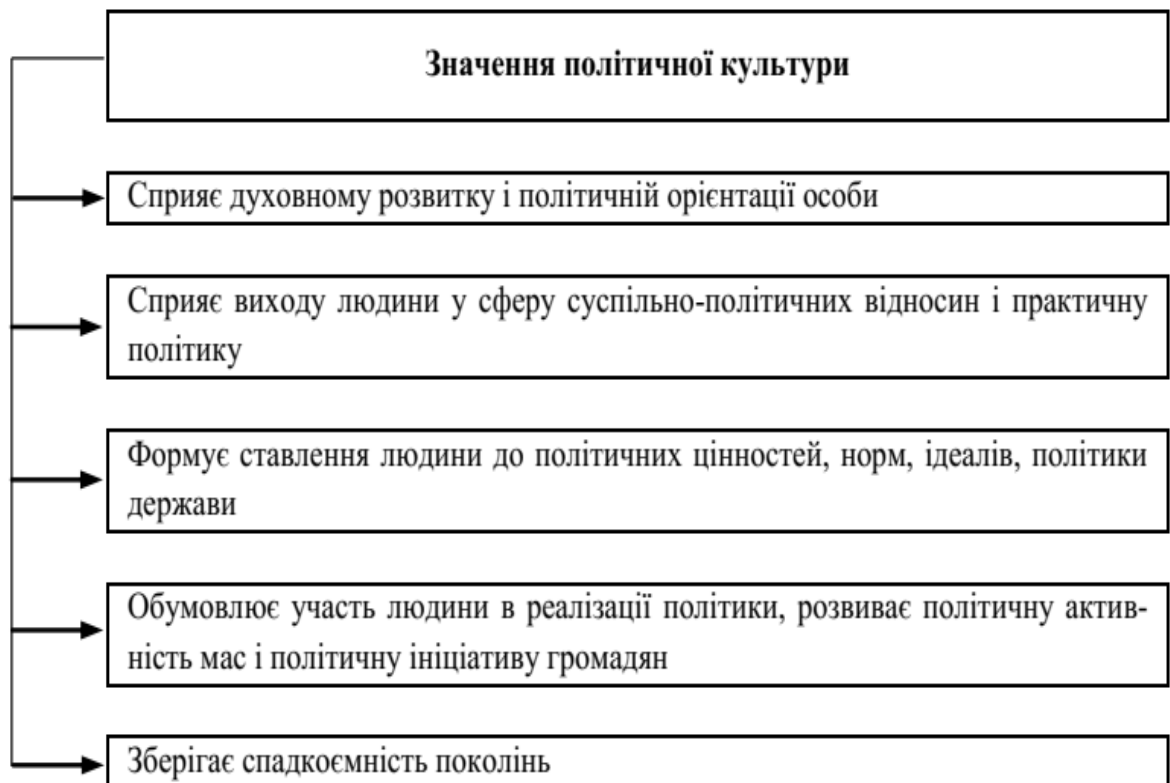 Значення політичної культури
Сприяє духовному розвитку і політичній орієнтації особи
Сприяє виходу людини у сферу суспільно-політичних відносин і практичну
політику
Формує ставлення людини до політичних цінностей, норм, ідеалів, політики
держави
Обумовлює участь людини в реалізації політики, розвиває політичну актив-
ність мас і політичну ініціативу громадян
Зберігає спадкоємність поколінь